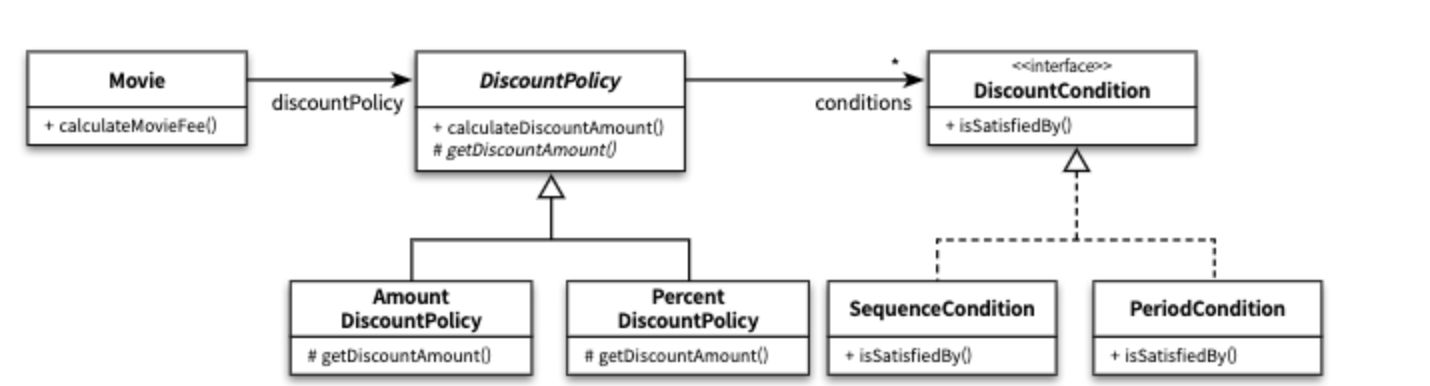 Movie
+ calculateMovieFee()
discountPolicy
DiscountPolicy
+ calculateDiscountAmount()
# getDiscountAmount()
*
conditions
<<interface>>
DiscountCondition
+ isSatisfiedBy()
Amount
DiscountPolicy
# getDiscountAmount()
Percent
DiscountPolicy
# getDiscountAmount()
SequenceCondition
+ isSatisfiedBy()
PeriodCondition
+ isSatisfiedBy()